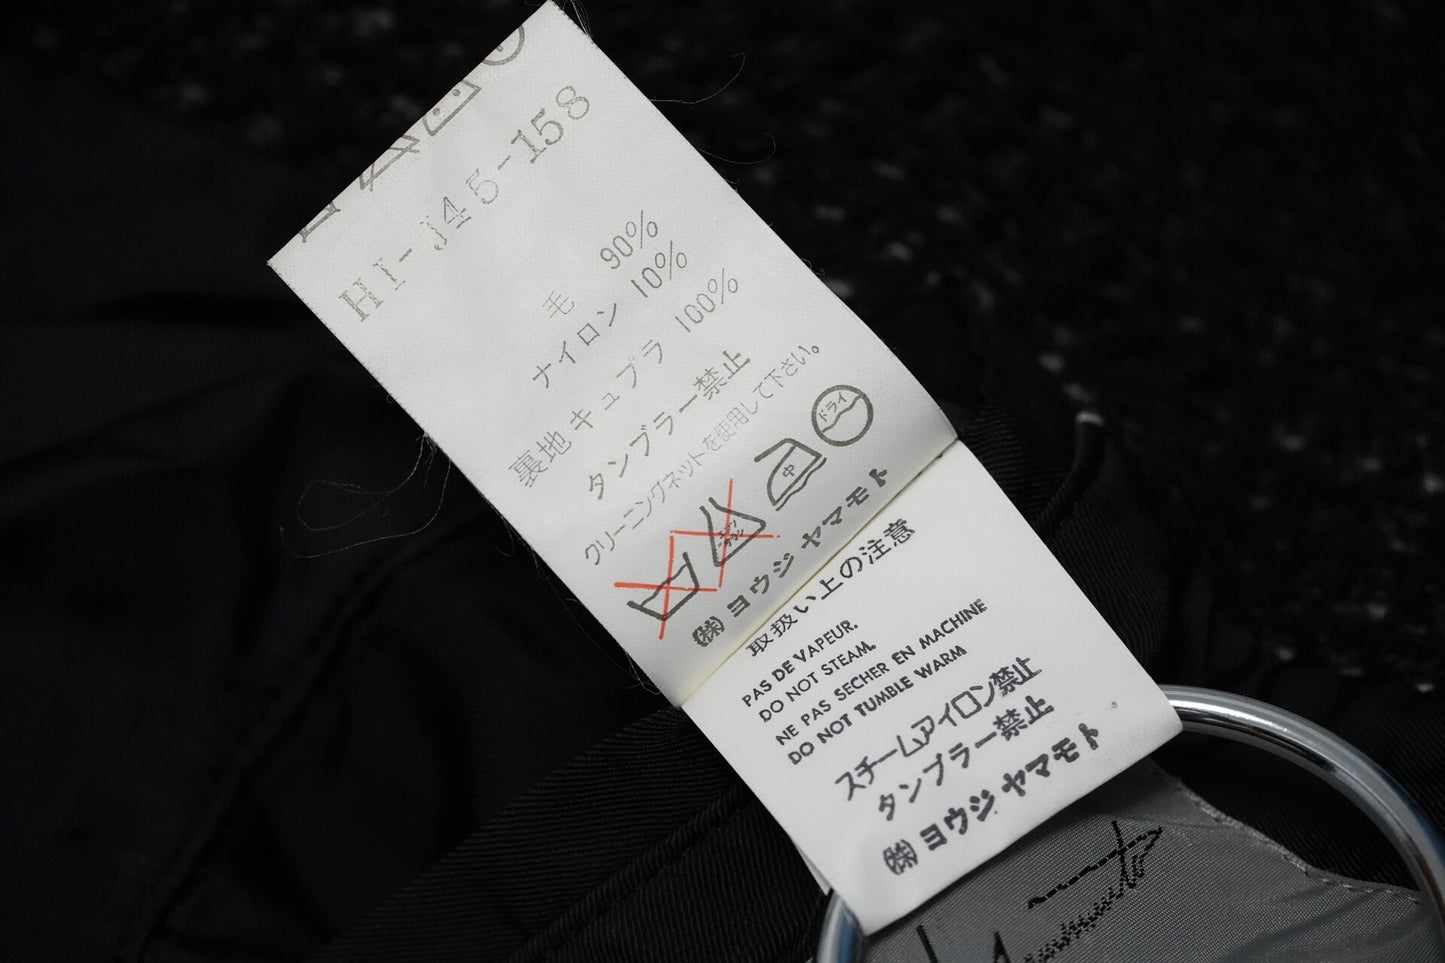 HI-J45-158
毛 90%
ナイロン 10%
裏地 キュプラ 100%
タンブラー禁止
クリーニングネットを使用して下さい。
中 ドライ
㈱ ヨウジ ヤマモト
取扱い上の注意
PAS DE VAPEUR.
DO NOT STEAM.
NE PAS SECHER EN MACHINE
DO NOT TUMBLE WARM
スチームアイロン禁止
タンブラー禁止
㈱ ヨウジ ヤマモト
Yamamoto